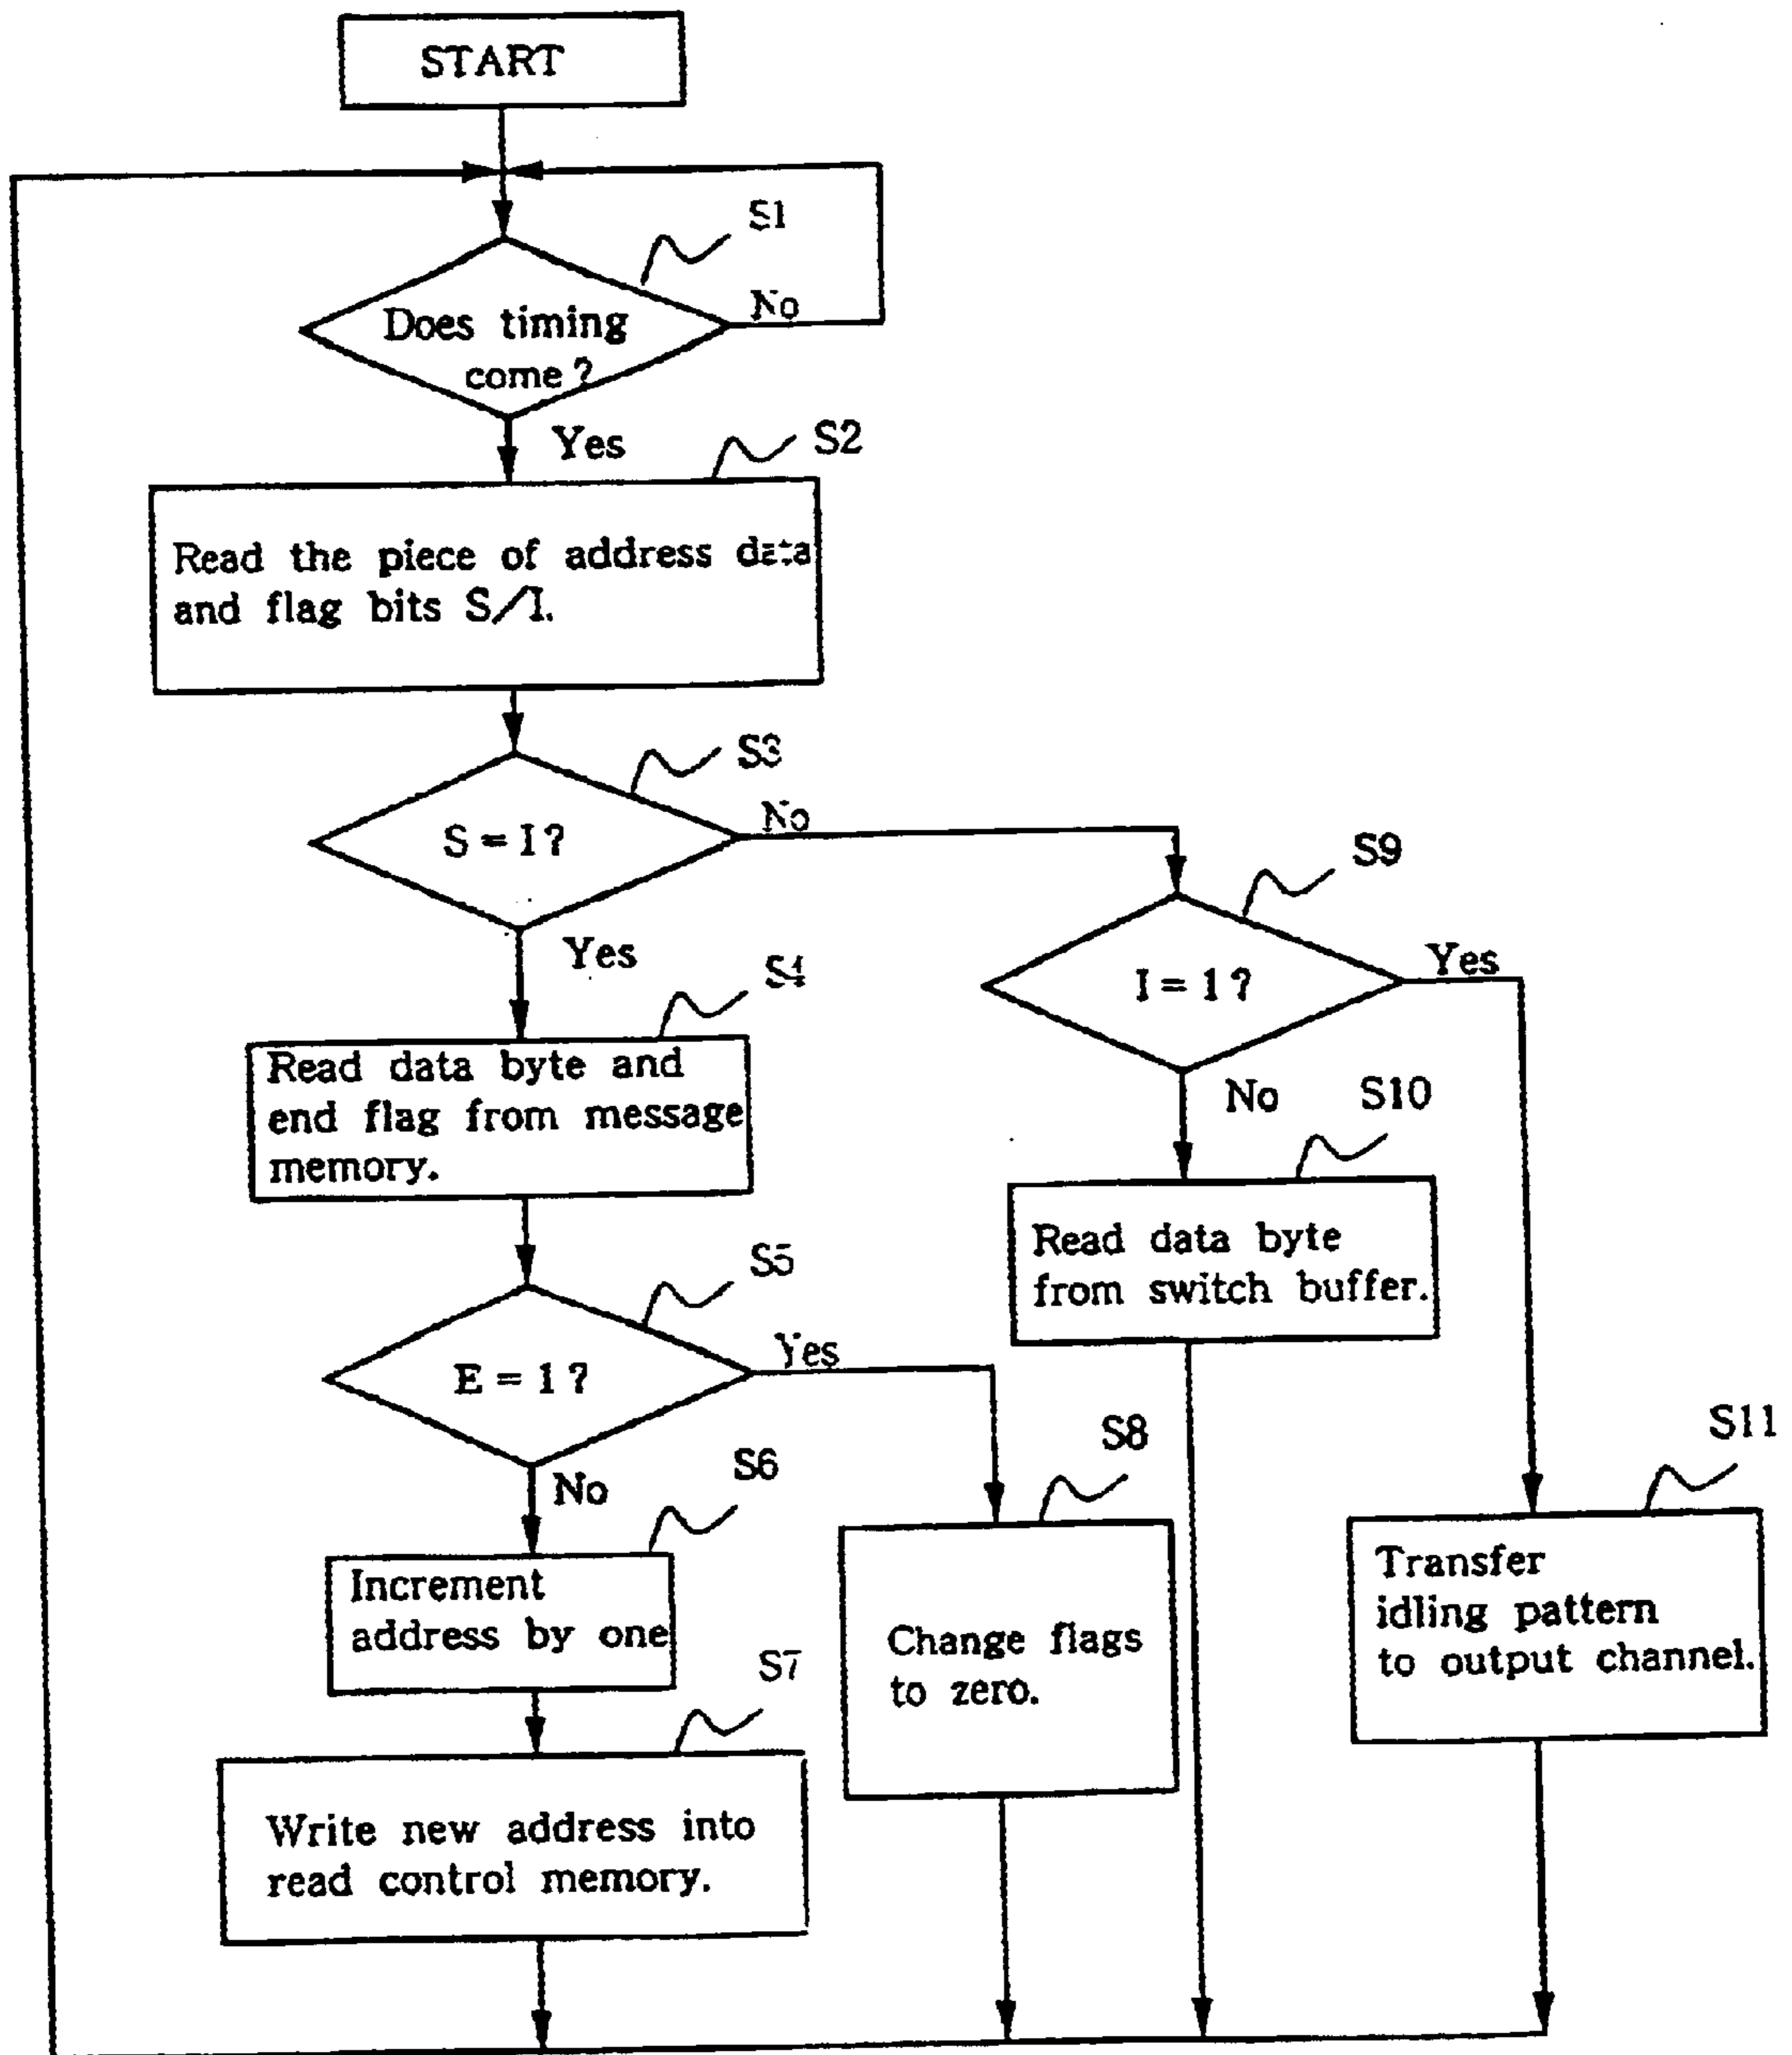 START
S1
Does timing
come?
No
Yes
S2
Read the piece of address data
and flag bits S/I.
S3
S = I?
No
Yes
S4
Read data byte and
end flag from message
memory.
S5
E = 1?
Yes
No
S6
Increment
address by one
S7
Write new address into
read control memory.
S8
Change flags
to zero.
S9
I = 1?
Yes
No
S10
Read data byte
from switch buffer.
S11
Transfer
idling pattern
to output channel.